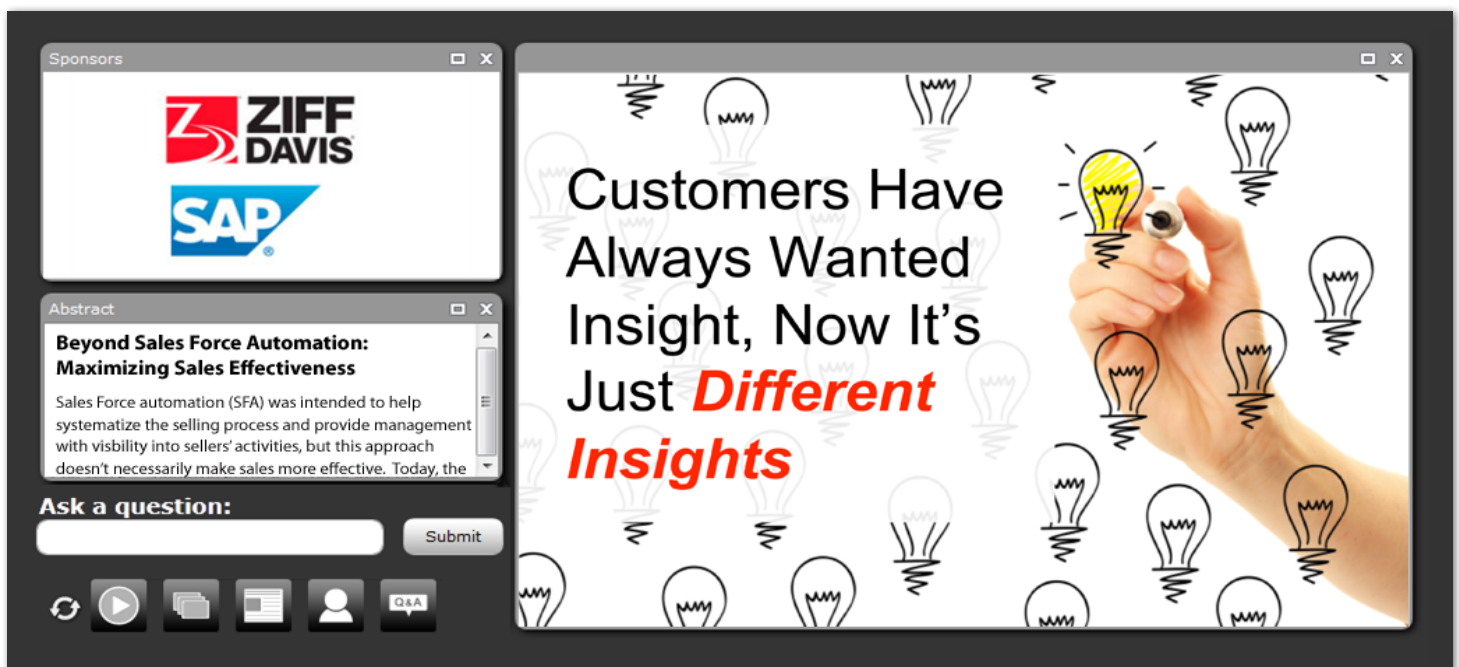 Sponsors
ZIFF
DAVIS
SAP®
Abstract
Beyond Sales Force Automation:
Maximizing Sales Effectiveness
Sales Force automation (SFA) was intended to help
systematize the selling process and provide management
with visbility into sellers' activities, but this approach
doesn't necessarily make sales more effective. Today, the
Ask a question:
Submit
Q&A
Customers Have
Always Wanted
Insight, Now It's
Just Different
Insights